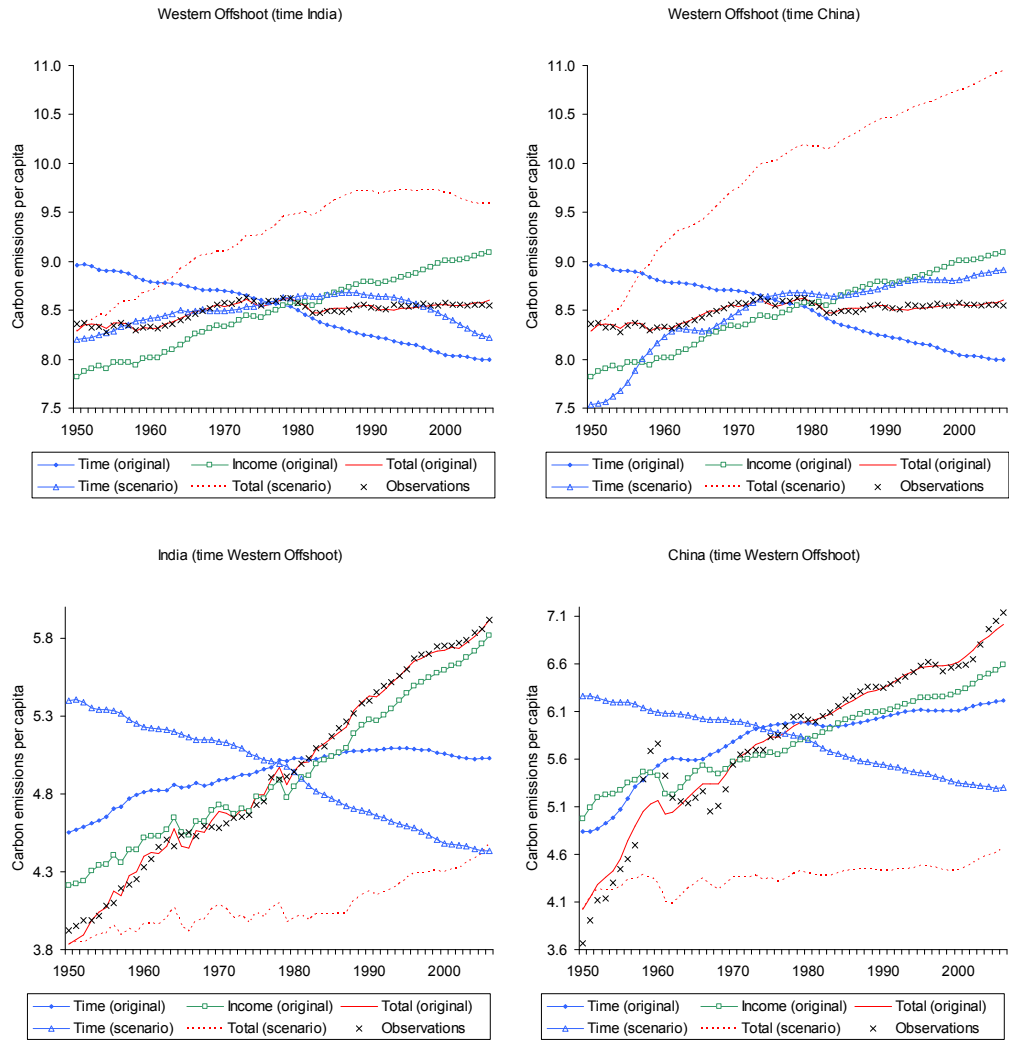 Western Offshoot (time India)
Western Offshoot (time China)
Carbon emissions per capita
11.0
10.5
10.0
9.5
9.0
8.5
8.0
7.5
1950 1960 1970 1980 1990 2000
Time (original) Income (original) Total (original)
Time (scenario) Total (scenario) Observations
Carbon emissions per capita
11.0
10.5
10.0
9.5
9.0
8.5
8.0
7.5
1950 1960 1970 1980 1990 2000
Time (original) Income (original) Total (original)
Time (scenario) Total (scenario) Observations
India (time Western Offshoot)
China (time Western Offshoot)
Carbon emissions per capita
5.8
5.3
4.8
4.3
3.8
1950 1960 1970 1980 1990 2000
Time (original) Income (original) Total (original)
Time (scenario) Total (scenario) Observations
Carbon emissions per capita
7.1
6.6
6.1
5.6
5.1
4.6
4.1
3.6
1950 1960 1970 1980 1990 2000
Time (original) Income (original) Total (original)
Time (scenario) Total (scenario) Observations